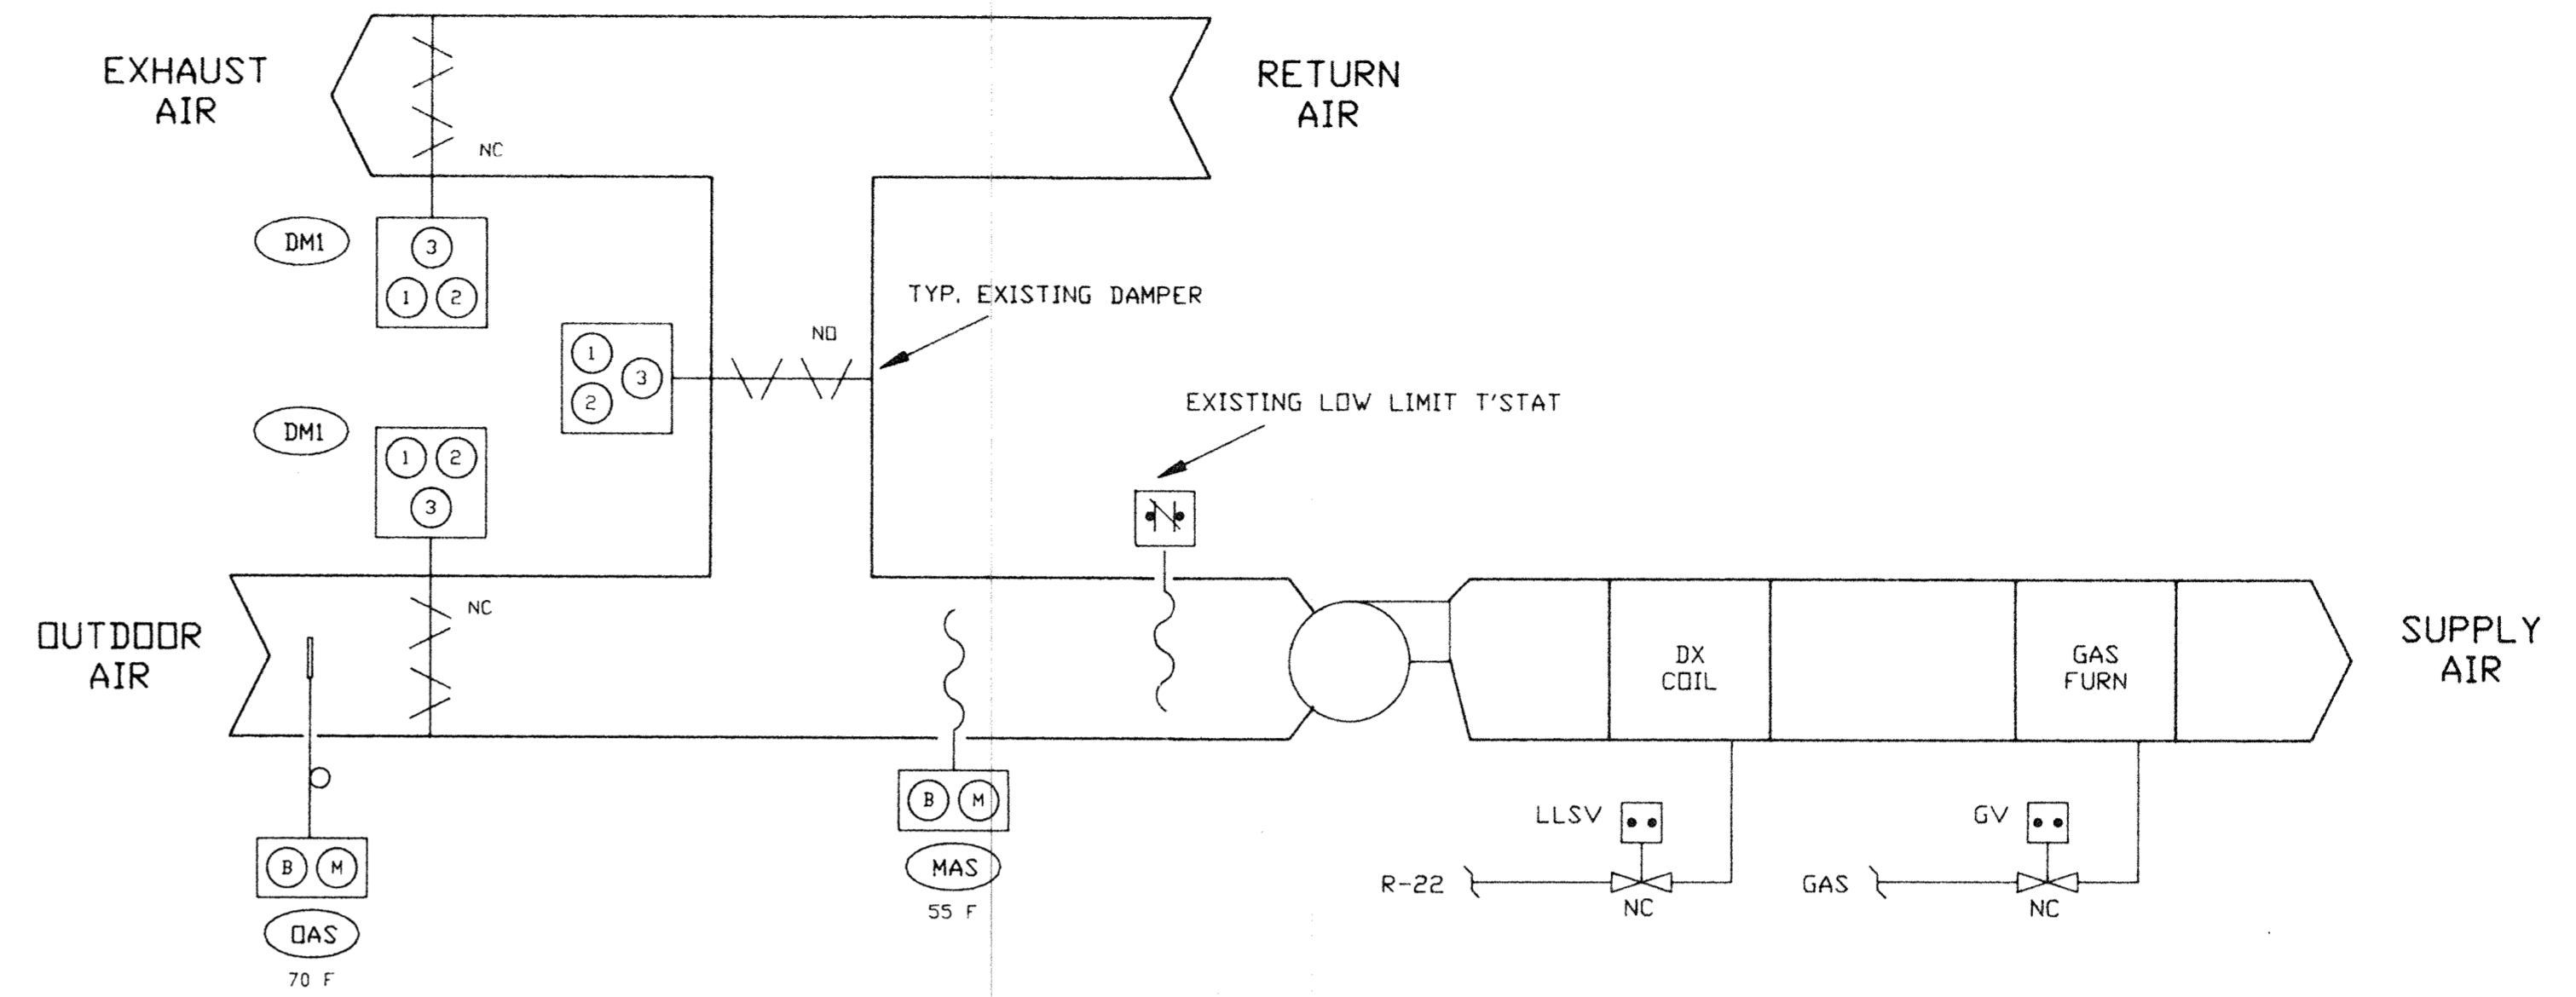 EXHAUST
AIR
NC
RETURN
AIR
DM1
3
1 2
TYP. EXISTING DAMPER
NO
1
3
2
EXISTING LOW LIMIT T'STAT
DM1
1 2
3
NC
OUTDOOR
AIR
DX
COIL
GAS
FURN
SUPPLY
AIR
B M
MAS
55 F
B M
OAS
70 F
LLSV
R-22
NC
GV
GAS
NC